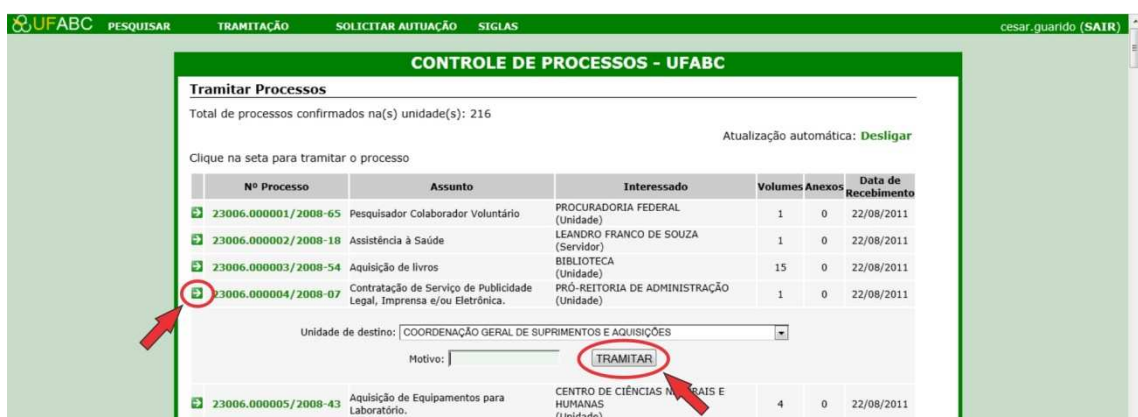 UFABC PESQUISAR TRAMITAÇÃO SOLICITAR AUTUAÇÃO SIGLAS cesar.guarido (SAIR)
CONTROLE DE PROCESSOS - UFABC
Tramitar Processos
Total de processos confirmados na(s) unidade(s): 216
Atualização automática: Desligar
Clique na seta para tramitar o processo
Nº Processo Assunto Interessado Volumes Anexos Data de Recebimento
23006.000001/2008-65 Pesquisador Colaborador Voluntário PROCURADORIA FEDERAL (Unidade) 1 0 22/08/2011
23006.000002/2008-18 Assistência à Saúde LEANDRO FRANCO DE SOUZA (Servidor) 1 0 22/08/2011
23006.000003/2008-54 Aquisição de livros BIBLIOTECA (Unidade) 15 0 22/08/2011
23006.000004/2008-07 Contratação de Serviço de Publicidade Legal, Imprensa e/ou Eletrônica. PRÓ-REITORIA DE ADMINISTRAÇÃO (Unidade) 1 0 22/08/2011
Unidade de destino: COORDENAÇÃO GERAL DE SUPRIMENTOS E AQUISIÇÕES
Motivo: TRAMITAR
23006.000005/2008-43 Aquisição de Equipamentos para Laboratório. CENTRO DE CIÊNCIAS E HUMANAS (Unidade) 4 0 22/08/2011